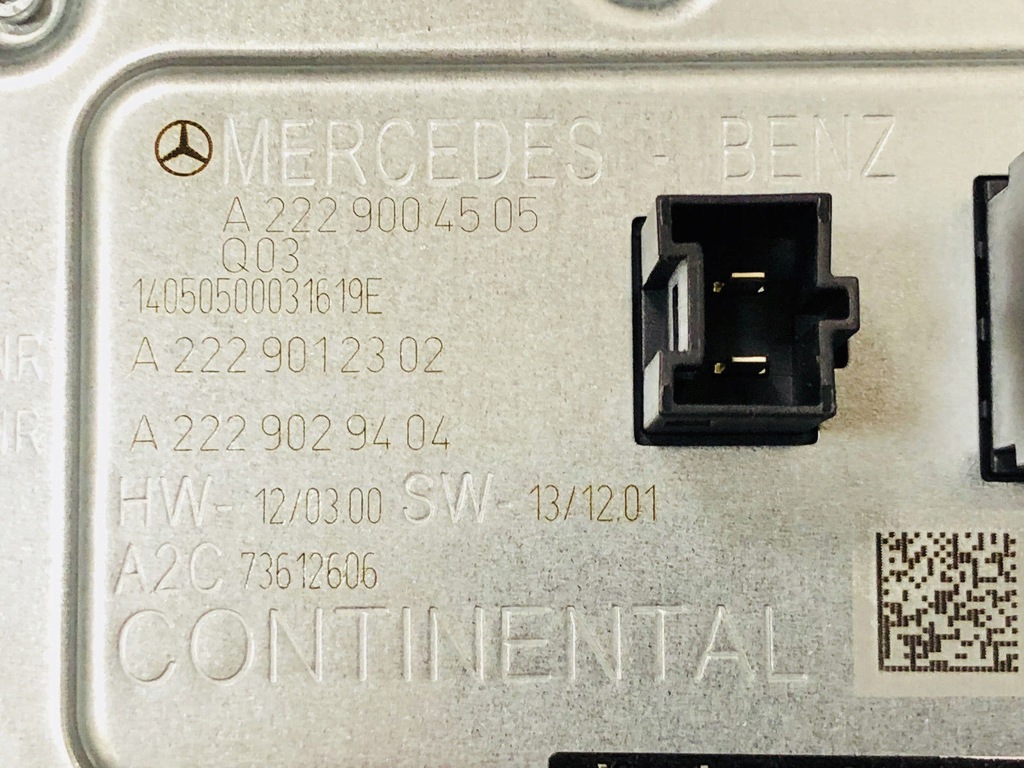 MERCEDES - BENZ
A 222 900 45 05
Q03
14050500031619E
A 222 901 23 02
A 222 902 94 04
HW- 12/03.00 SW- 13/12.01
A2C 73612606
CONTINENTAL